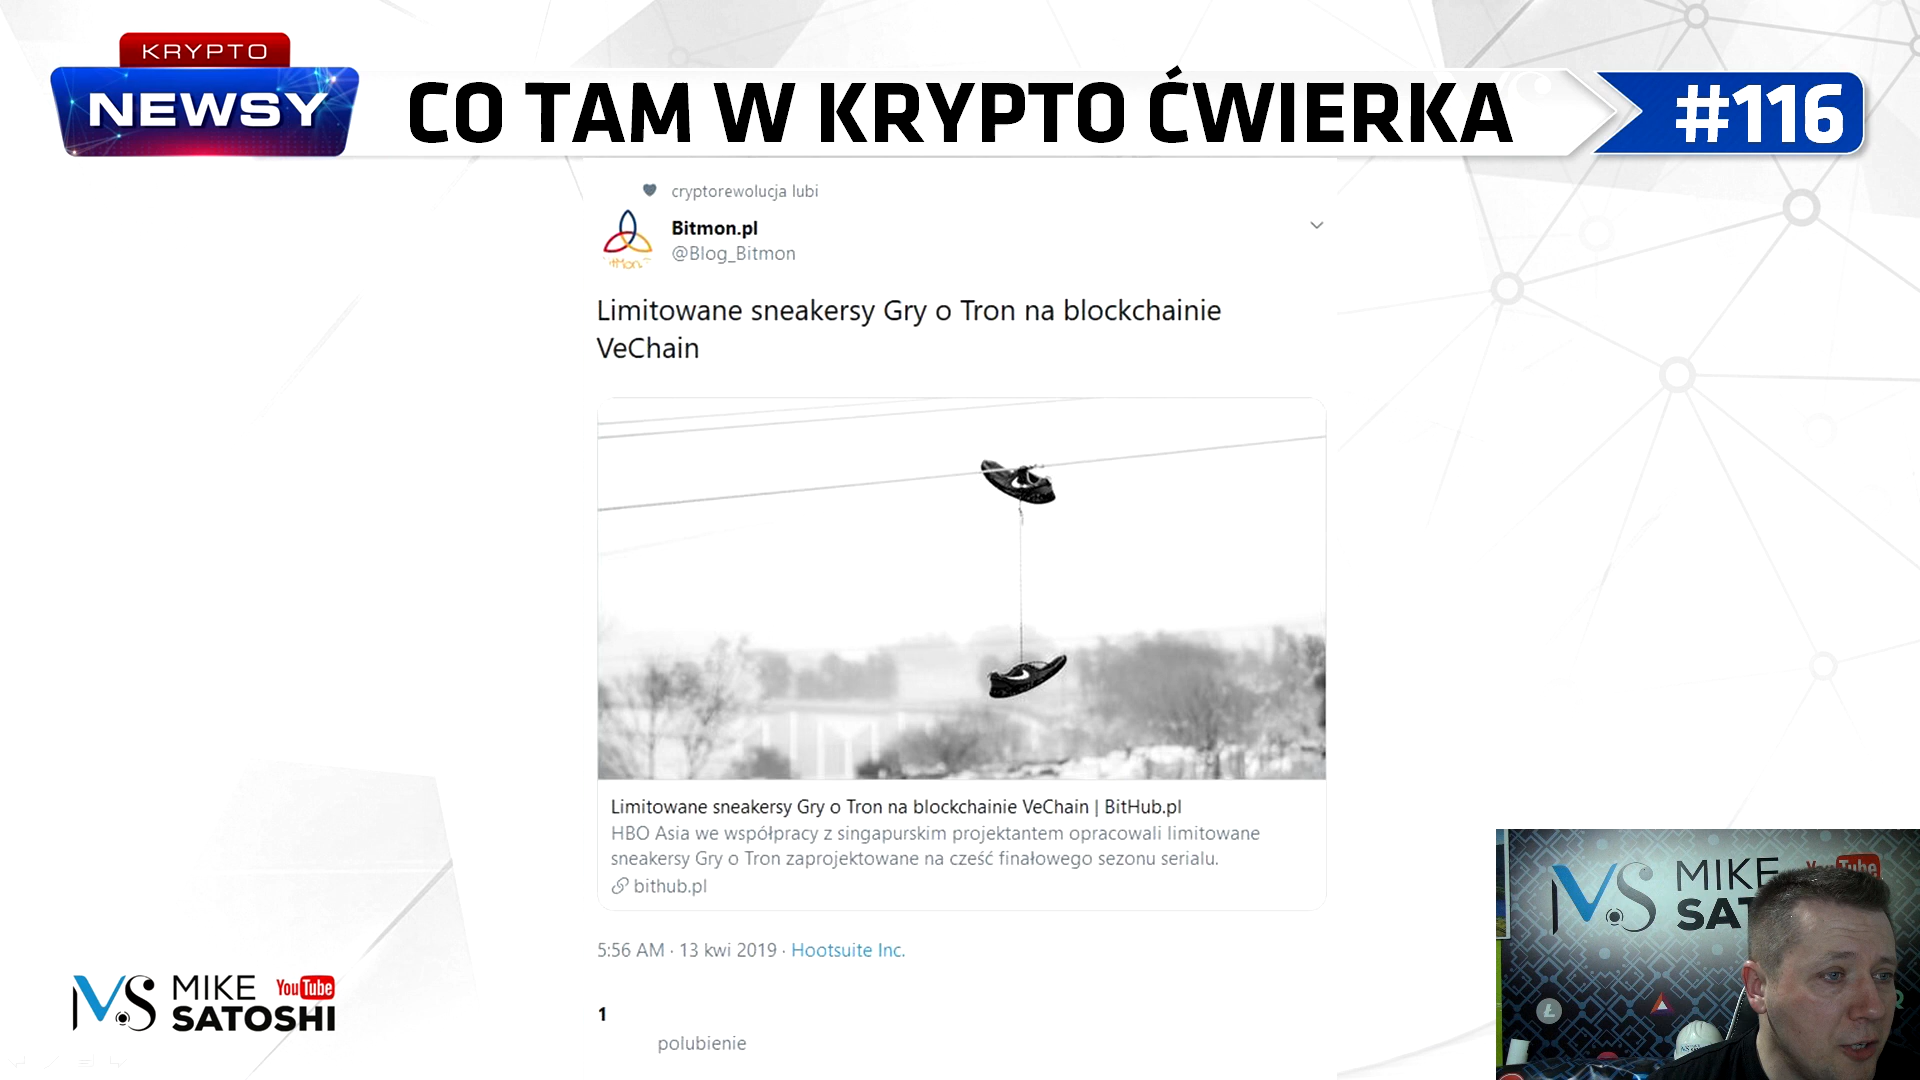 KRYPTO
NEWSY
CO TAM W KRYPTO ĆWIERKA
#116
cryptorewolucja lubi
Bitmon.pl
@Blog_Bitmon
Limitowane sneakersy Gry o Tron na blockchainie
VeChain
Limitowane sneakersy Gry o Tron na blockchainie VeChain | BitHub.pl
HBO Asia we współpracy z singapurskim projektantem opracowali limitowane
sneakersy Gry o Tron zaprojektowane na cześć finałowego sezonu serialu.
bithub.pl
5:56 AM · 13 kwi 2019 · Hootsuite Inc.
1
polubienie
MS MIKE YouTube
SATOSHI
MS MIKE
SAT